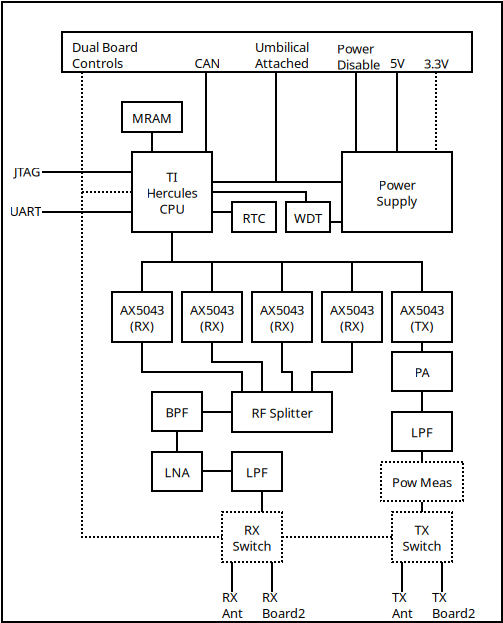 Dual Board
Controls
CAN
Umbilical
Attached
Power
Disable
5V
3.3V
MRAM
JTAG
TI
Hercules
CPU
Power
Supply
UART
RTC
WDT
AX5043
(RX)
AX5043
(RX)
AX5043
(RX)
AX5043
(RX)
AX5043
(TX)
PA
BPF
RF Splitter
LPF
LNA
LPF
Pow Meas
RX
Switch
TX
Switch
RX
Ant
RX
Board2
TX
Ant
TX
Board2